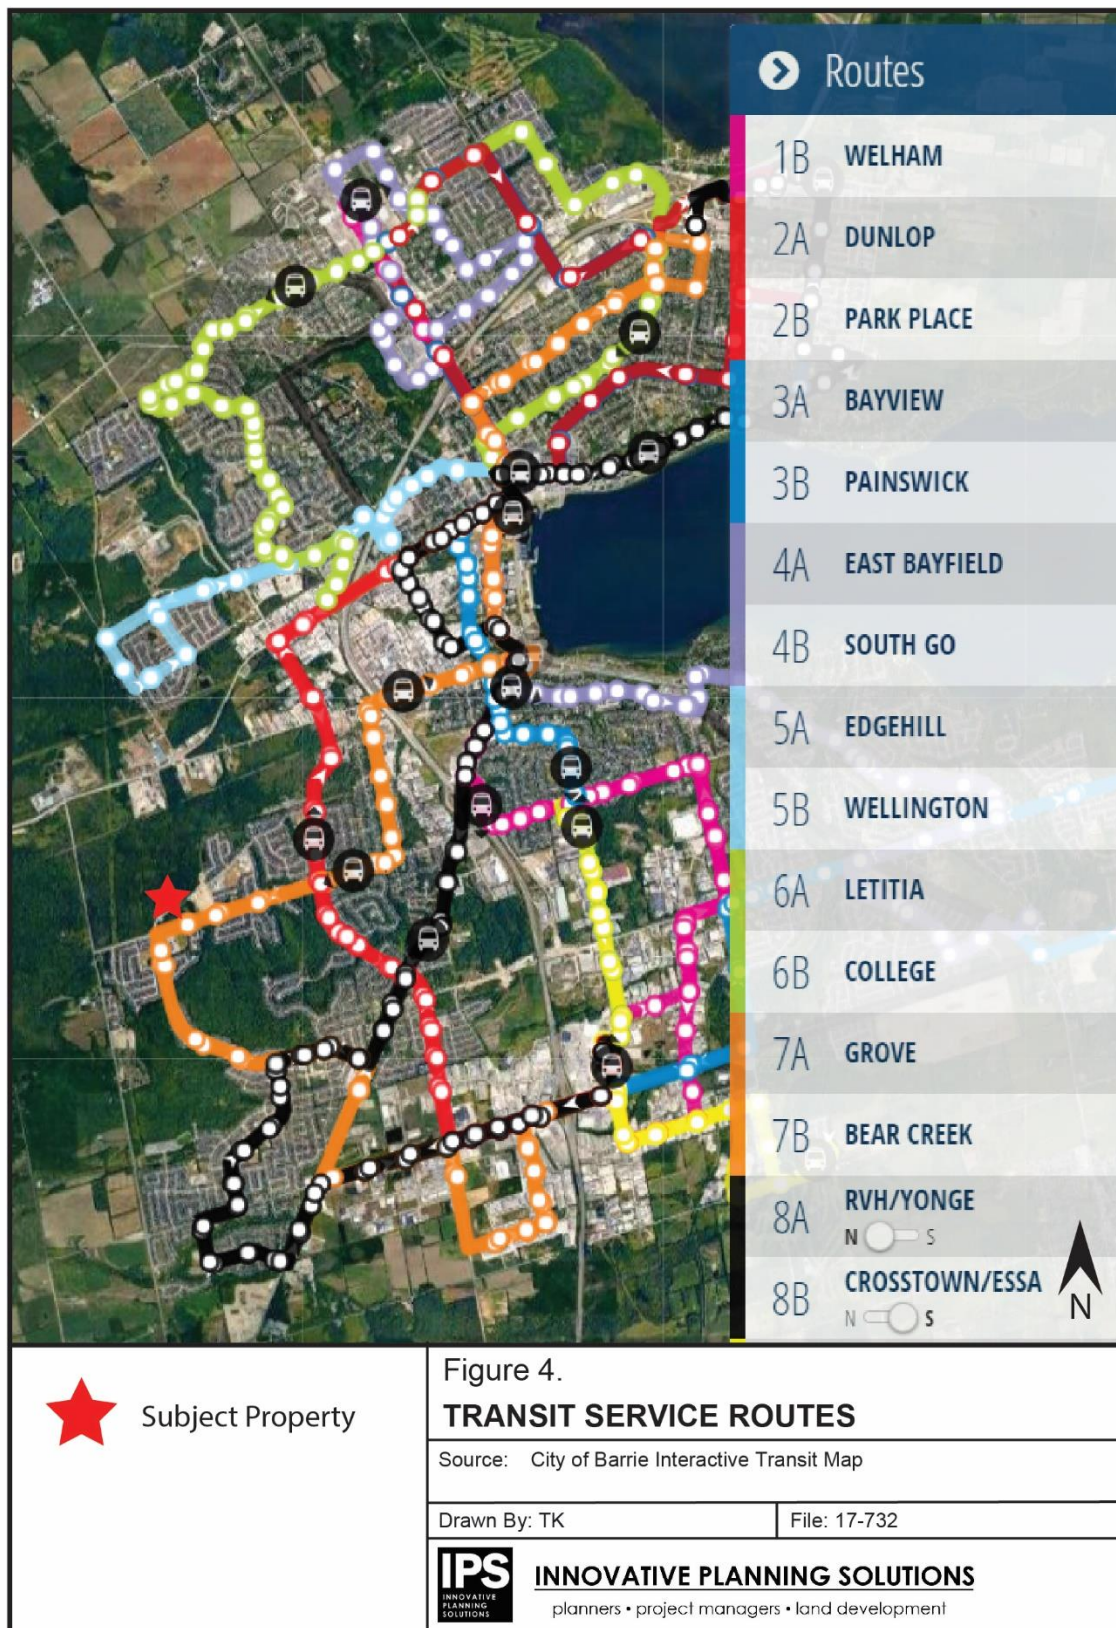 Routes
1B WELHAM
2A DUNLOP
2B PARK PLACE
3A BAYVIEW
3B PAINSWICK
4A EAST BAYFIELD
4B SOUTH GO
5A EDGEHILL
5B WELLINGTON
6A LETITIA
6B COLLEGE
7A GROVE
7B BEAR CREEK
8A RVH/YONGE
N S
8B CROSSTOWN/ESSA
N S
N
Subject Property
Figure 4.
TRANSIT SERVICE ROUTES
Source: City of Barrie Interactive Transit Map
Drawn By: TK
File: 17-732
IPS
INNOVATIVE
PLANNING
SOLUTIONS
INNOVATIVE PLANNING SOLUTIONS
planners • project managers • land development